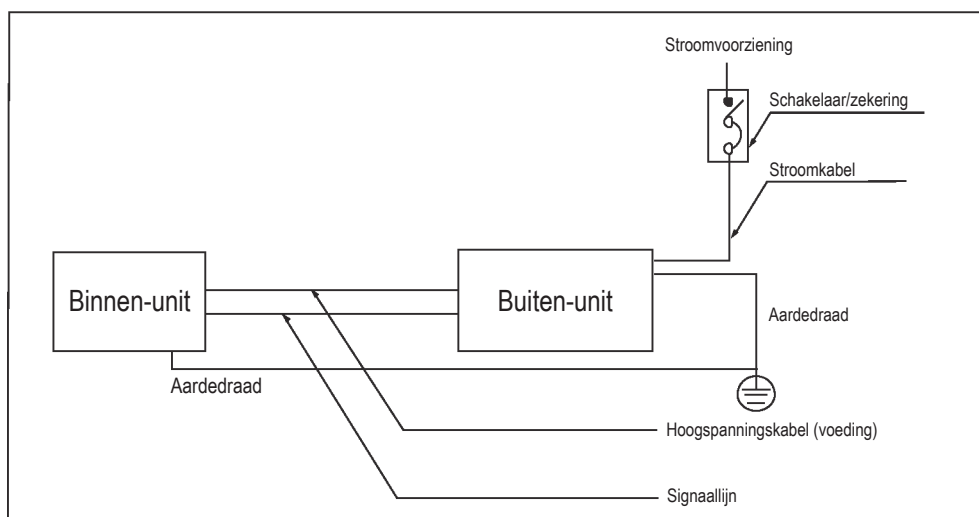 Stroomvoorziening
Schakelaar/zekering
Stroomkabel
Binnen-unit
Buiten-unit
Aardedraad
Aardedraad
Hoogspanningskabel (voeding)
Signaallijn